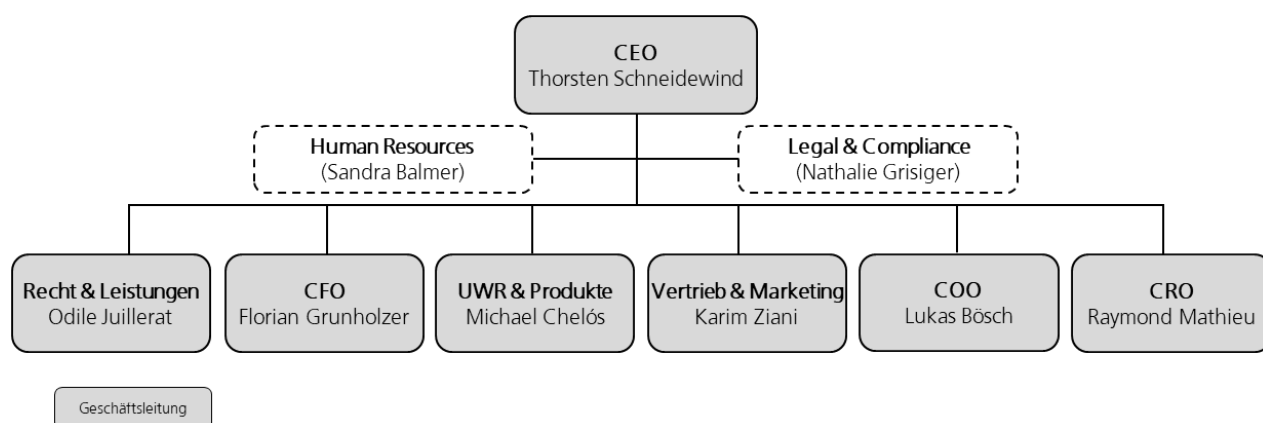 CEO
Thorsten Schneidewind
Human Resources
(Sandra Balmer)
Legal & Compliance
(Nathalie Grisiger)
Recht & Leistungen
Odile Juillerat
CFO
Florian Grunholzer
UWR & Produkte
Michael Chelós
Vertrieb & Marketing
Karim Ziani
COO
Lukas Bösch
CRO
Raymond Mathieu
Geschäftsleitung